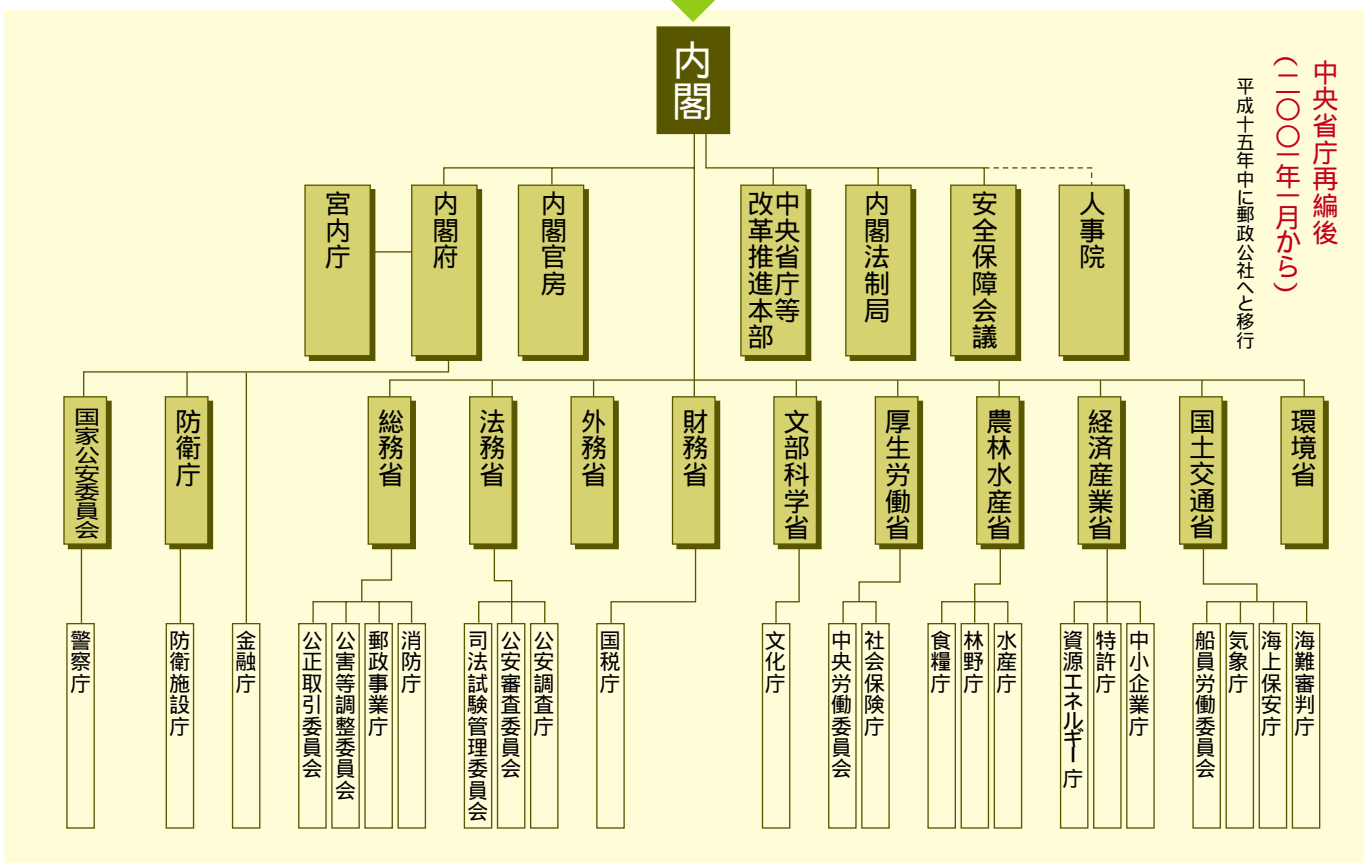 中央省庁再編後
(二〇〇一年一月から)
平成十五年中に郵政公社へと移行
内閣
人事院
安全保障会議
内閣法制局
中央省庁等
改革推進本部
内閣官房
内閣府
宮内庁
環境省
国土交通省
経済産業省
農林水産省
厚生労働省
文部科学省
財務省
外務省
法務省
総務省
防衛庁
国家公安委員会
海難審判庁
海上保安庁
気象庁
船員労働委員会
中小企業庁
特許庁
資源エネルギー庁
水産庁
林野庁
食糧庁
社会保険庁
中央労働委員会
文化庁
国税庁
公安調査庁
公安審査委員会
司法試験管理委員会
消防庁
郵政事業庁
公害等調整委員会
公正取引委員会
金融庁
防衛施設庁
警察庁